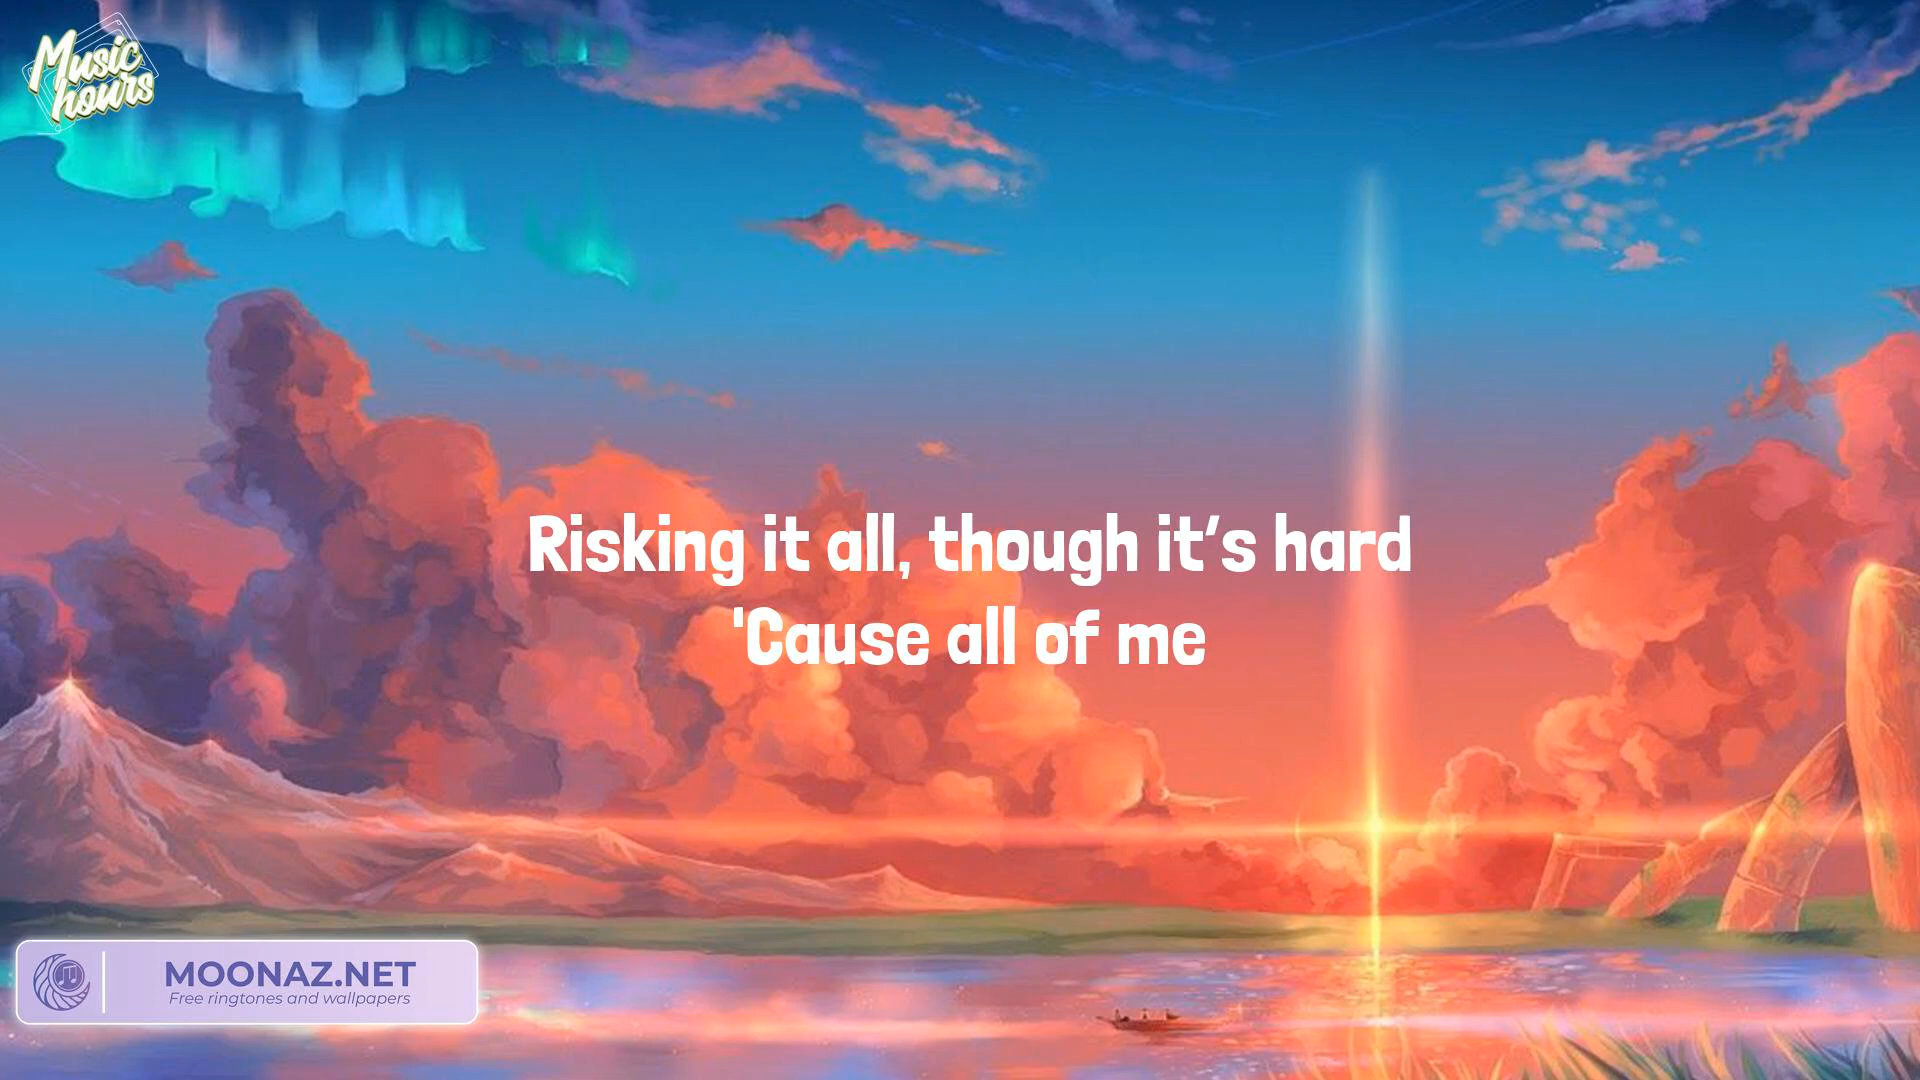 Music
hours
Risking it all, though it's hard
'Cause all of me
MOONAZ.NET
Free ringtones and wallpapers